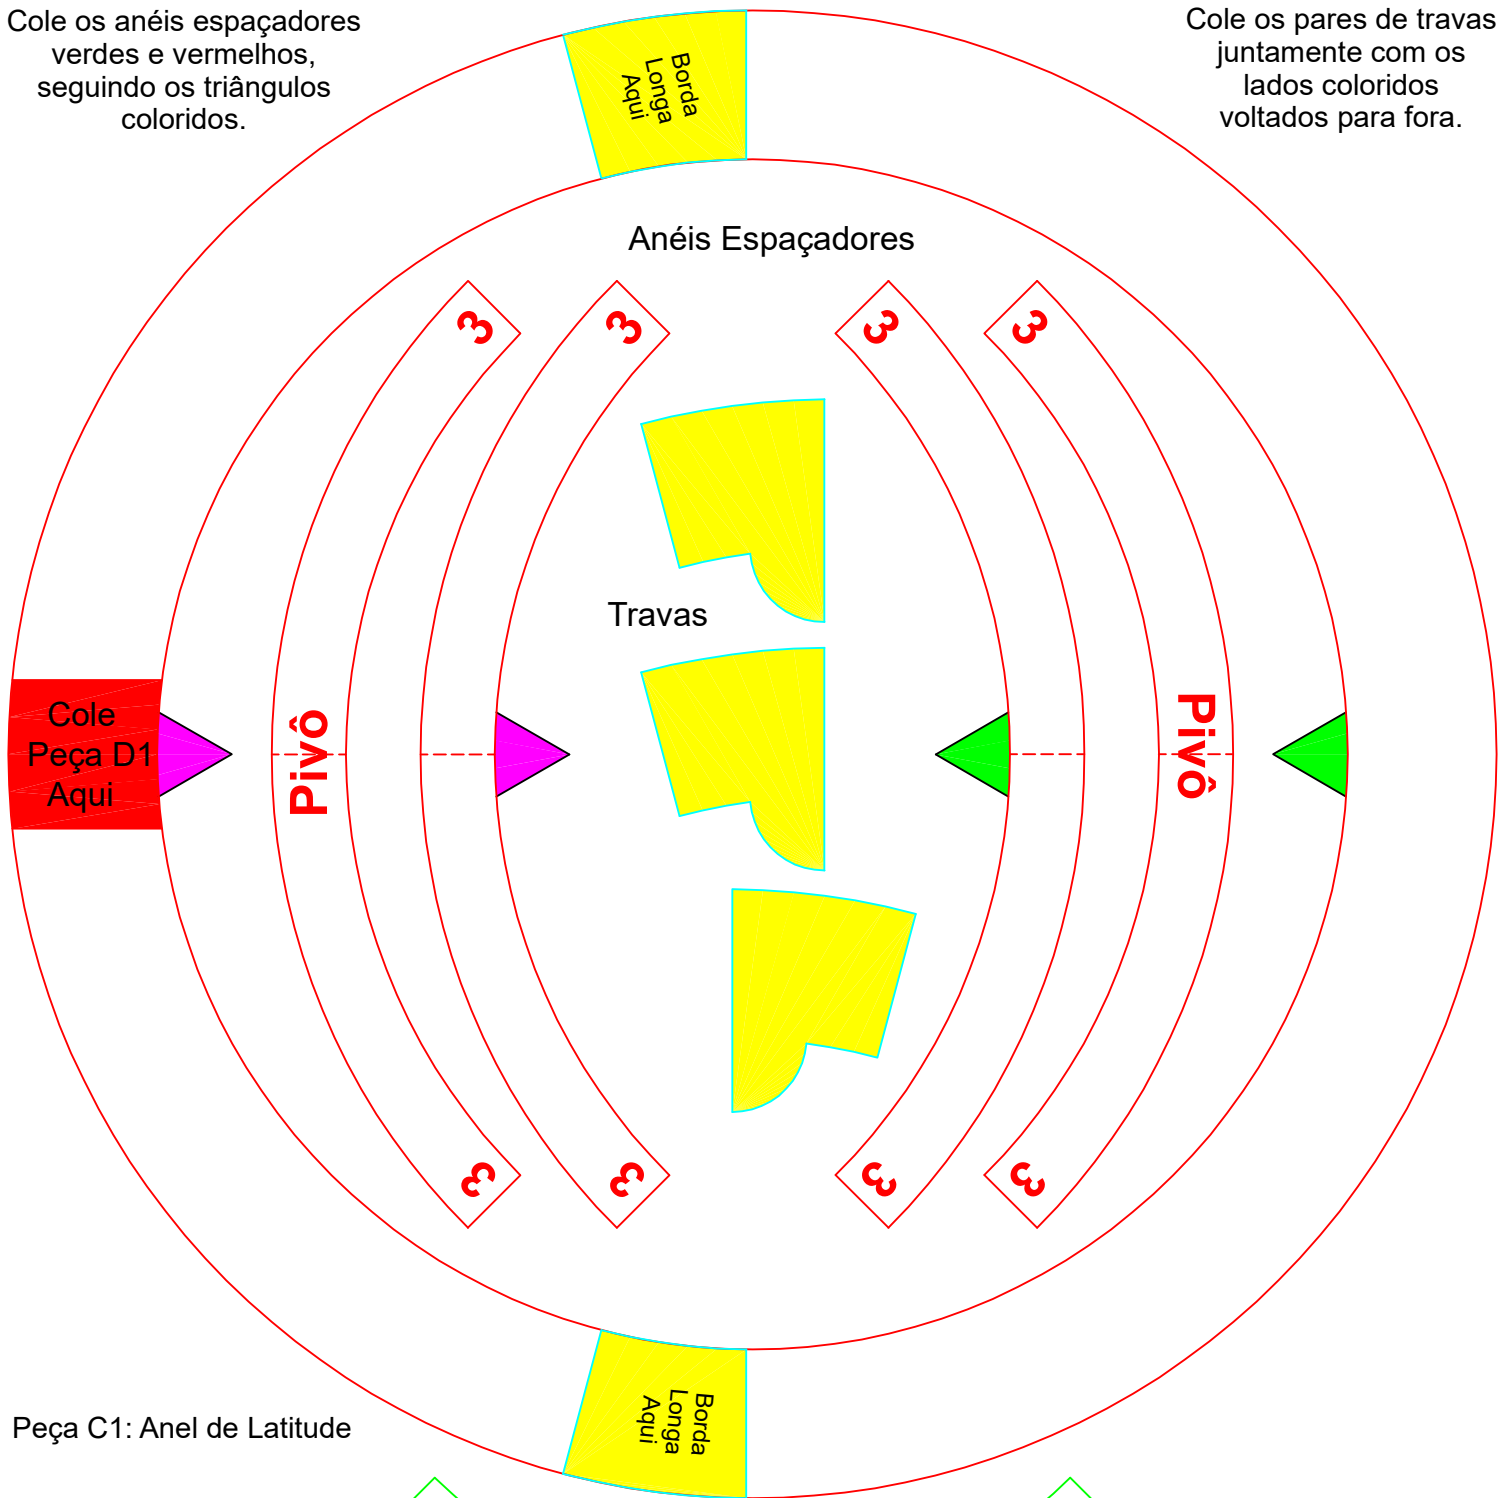 Cole os anéis espaçadores
verdes e vermelhos,
seguindo os triângulos
coloridos.
Cole os pares de travas
juntamente com os
lados coloridos
voltados para fora.
Borda
Longa
Aqui
Anéis Espaçadores
3
3
3
3
Travas
Cole
Peça D1
Aqui
Pivô
Pivô
3
3
3
3
Borda
Longa
Aqui
Peça C1: Anel de Latitude